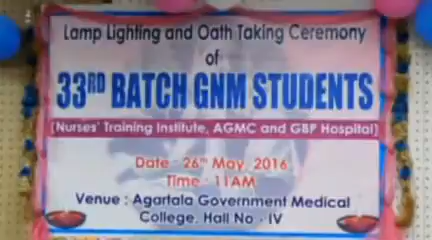 Lamp Lighting and Oath Taking Ceremony
of
33RD BATCH GNM STUDENTS
(Nurses' Training Institute, AGMC and GBP Hospital)
Date : 26th May, 2016
Time : 11AM
Venue : Agartala Government Medical
College, Hall No - IV